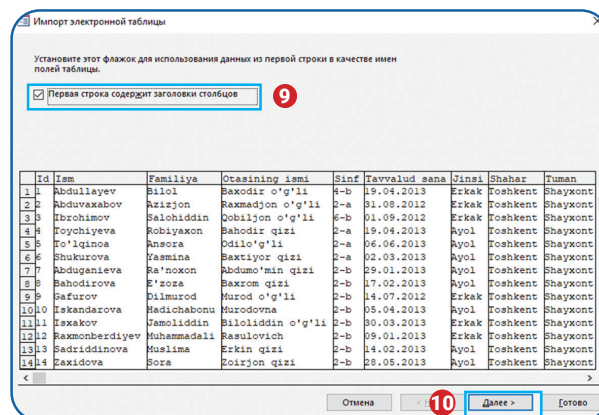 Импорт электронной таблицы
Установите этот флажок для использования данных из первой строки в качестве имен
полей таблицы.
Первая строка содержит заголовки столбцов
9
Id Ism Familiya Otasining ismi Sinf Tavvalud sana Jinsi Shahar Tuman
1 1 Abdullayev Bilol Baxodir o'g'li 4-b 19.04.2013 Erkak Toshkent Shayxont
2 2 Abduvaxabov Azizjon Raxmadjon o'g'li 2-a 31.08.2012 Erkak Toshkent Shayxont
3 3 Ibrohimov Salohiddin Qobiljon o'g'li 6-b 01.09.2012 Erkak Toshkent Shayxont
4 4 Toychiyeva Robiyaxon Bahodir qizi 2-a 19.04.2013 Ayol Toshkent Shayxont
5 5 To'lqinoa Ansora Odilo'g'li 2-a 06.06.2013 Ayol Toshkent Shayxont
6 6 Shukurova Yasmina Baxtiyor qizi 2-a 02.03.2013 Ayol Toshkent Shayxont
7 7 Abduganieva Ra'noxon Abdumo'min qizi 2-b 29.01.2013 Ayol Toshkent Shayxont
8 8 Bahodirova E'zoza Baxrom qizi 2-b 17.02.2013 Ayol Toshkent Shayxont
9 9 Gafurov Dilmurod Murod o'g'li 2-b 14.07.2012 Erkak Toshkent Shayxont
10 10 Iskandarova Hadichabonu Murodovna 2-b 05.04.2013 Ayol Toshkent Shayxont
11 11 Isxakov Jamoliddin Biloliddin o'g'li 2-b 30.03.2013 Erkak Toshkent Shayxont
12 12 Raxmonberdiyev Muhammadali Rasulovich 2-b 09.01.2013 Erkak Toshkent Shayxont
13 13 Sadriddinova Muslima Erkin qizi 2-b 14.02.2013 Ayol Toshkent Shayxont
14 14 Zaxidova Sora Zoirjon qizi 2-b 28.05.2013 Ayol Toshkent Shayxont
Отмена 10 Далее > Готово